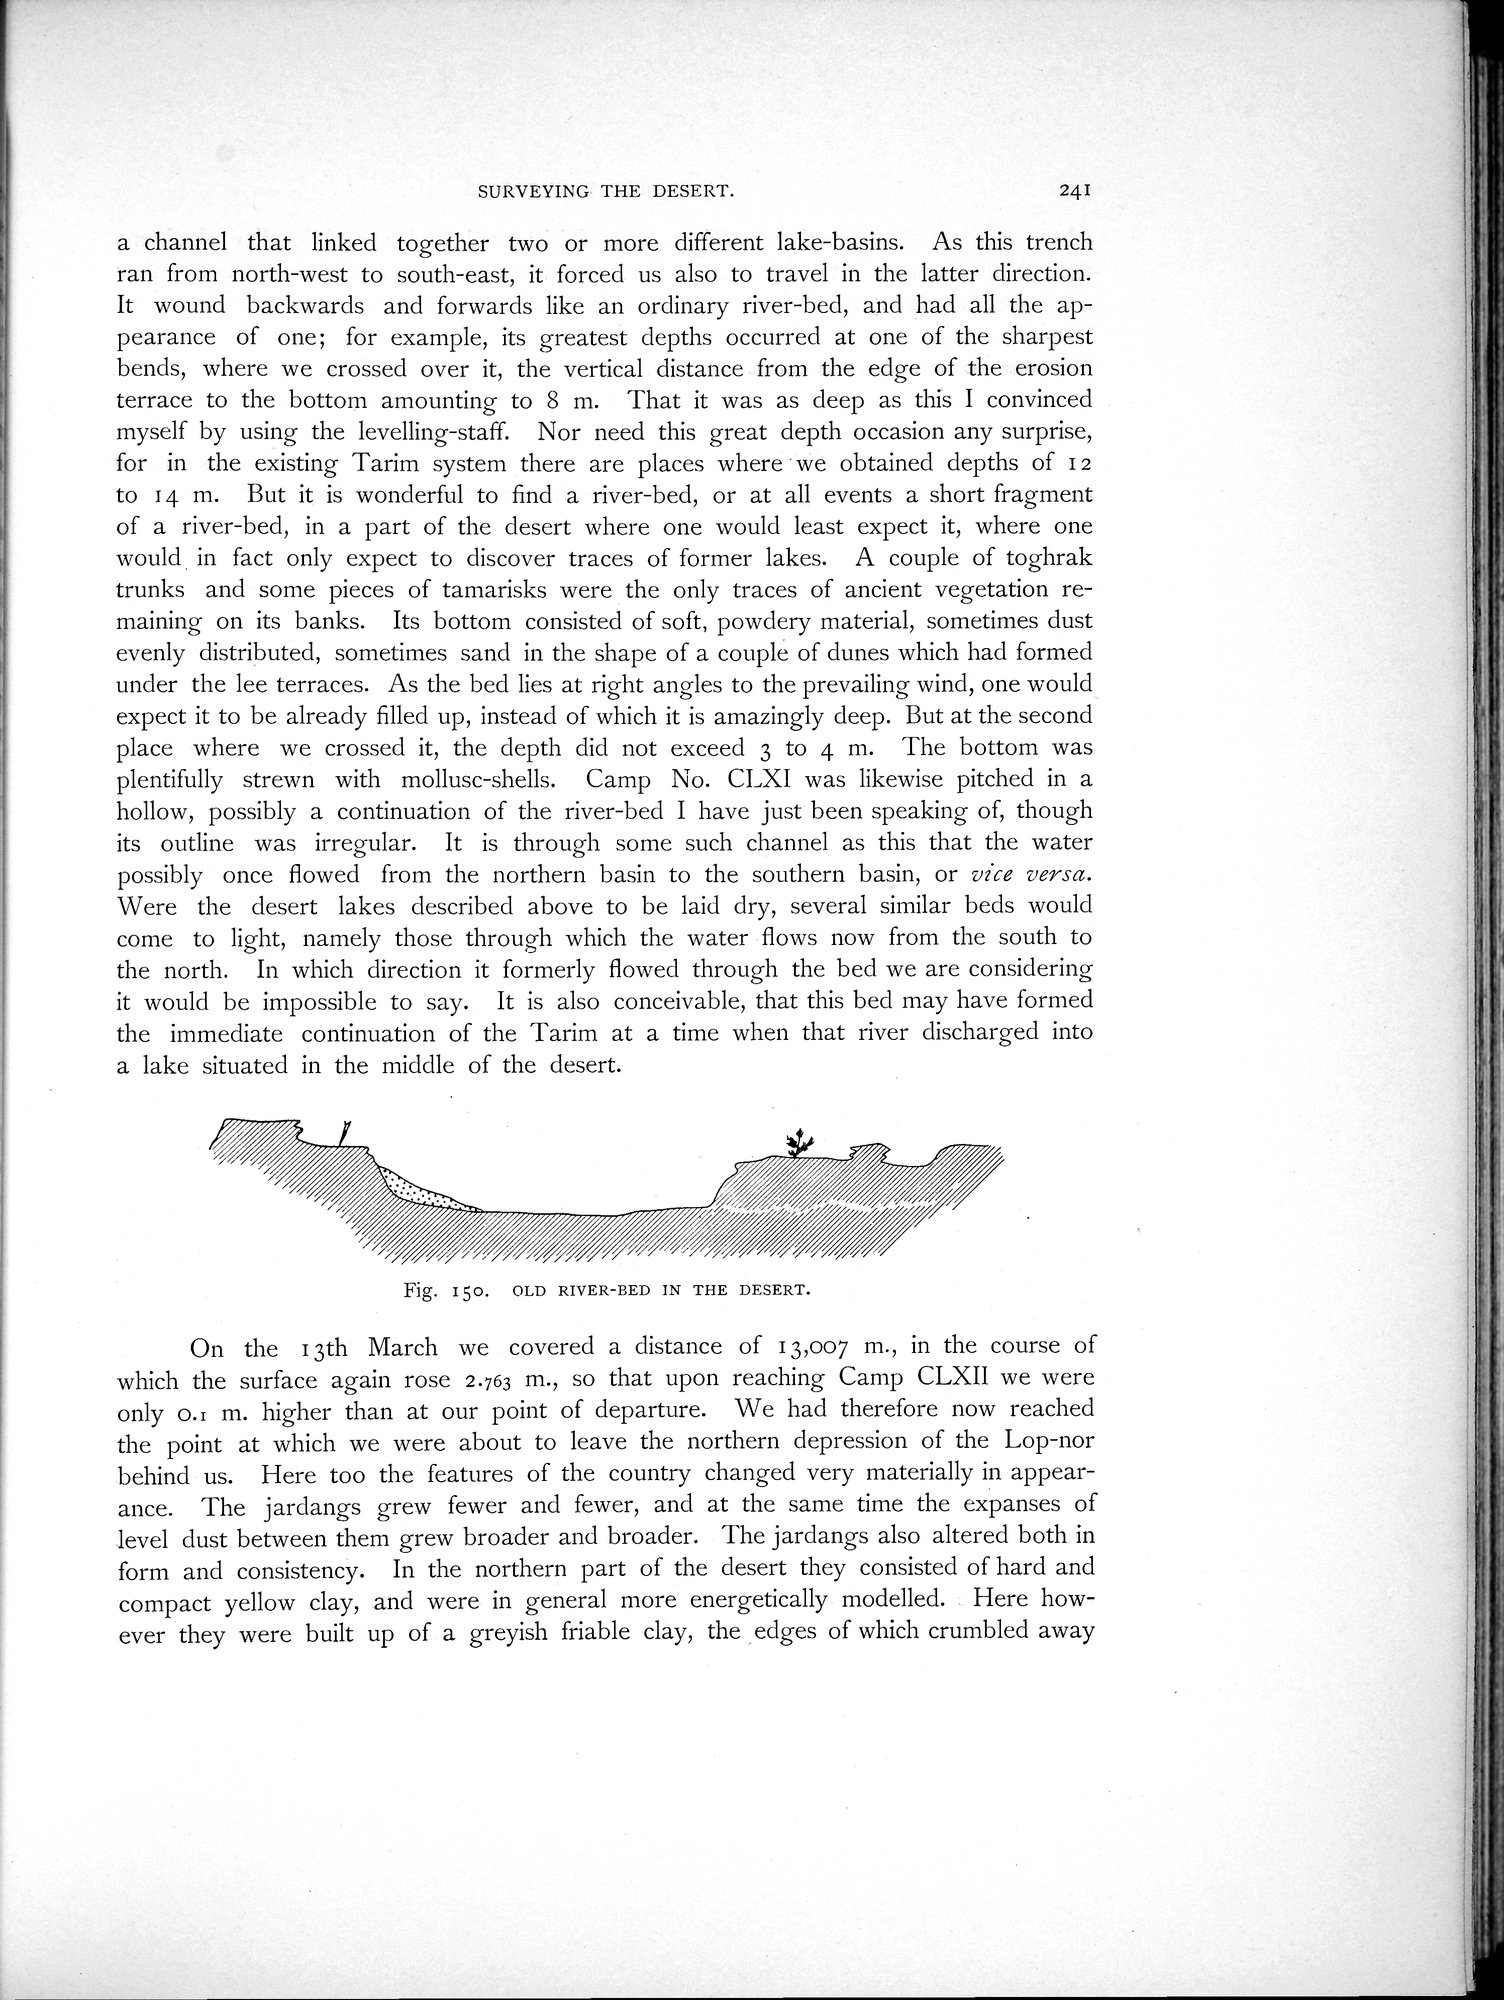 SURVEYING THE DESERT. 241
a channel that linked together two or more different lake-basins. As this trench
ran from north-west to south-east, it forced us also to travel in the latter direction.
It wound backwards and forwards like an ordinary river-bed, and had all the ap-
pearance of one; for example, its greatest depths occurred at one of the sharpest
bends, where we crossed over it, the vertical distance from the edge of the erosion
terrace to the bottom amounting to 8 m. That it was as deep as this I convinced
myself by using the levelling-staff. Nor need this great depth occasion any surprise,
for in the existing Tarim system there are places where we obtained depths of 12
to 14 m. But it is wonderful to find a river-bed, or at all events a short fragment
of a river-bed, in a part of the desert where one would least expect it, where one
would in fact only expect to discover traces of former lakes. A couple of toghrak
trunks and some pieces of tamarisks were the only traces of ancient vegetation re-
maining on its banks. Its bottom consisted of soft, powdery material, sometimes dust
evenly distributed, sometimes sand in the shape of a couple of dunes which had formed
under the lee terraces. As the bed lies at right angles to the prevailing wind, one would
expect it to be already filled up, instead of which it is amazingly deep. But at the second
place where we crossed it, the depth did not exceed 3 to 4 m. The bottom was
plentifully strewn with mollusc-shells. Camp No. CLXI was likewise pitched in a
hollow, possibly a continuation of the river-bed I have just been speaking of, though
its outline was irregular. It is through some such channel as this that the water
possibly once flowed from the northern basin to the southern basin, or vice versa.
Were the desert lakes described above to be laid dry, several similar beds would
come to light, namely those through which the water flows now from the south to
the north. In which direction it formerly flowed through the bed we are considering
it would be impossible to say. It is also conceivable, that this bed may have formed
the immediate continuation of the Tarim at a time when that river discharged into
a lake situated in the middle of the desert.
Fig. 150. OLD RIVER-BED IN THE DESERT.
On the 13th March we covered a distance of 13,007 m., in the course of
which the surface again rose 2.763 m., so that upon reaching Camp CLXII we were
only 0.1 m. higher than at our point of departure. We had therefore now reached
the point at which we were about to leave the northern depression of the Lop-nor
behind us. Here too the features of the country changed very materially in appear-
ance. The jardangs grew fewer and fewer, and at the same time the expanses of
level dust between them grew broader and broader. The jardangs also altered both in
form and consistency. In the northern part of the desert they consisted of hard and
compact yellow clay, and were in general more energetically modelled. Here how-
ever they were built up of a greyish friable clay, the edges of which crumbled away